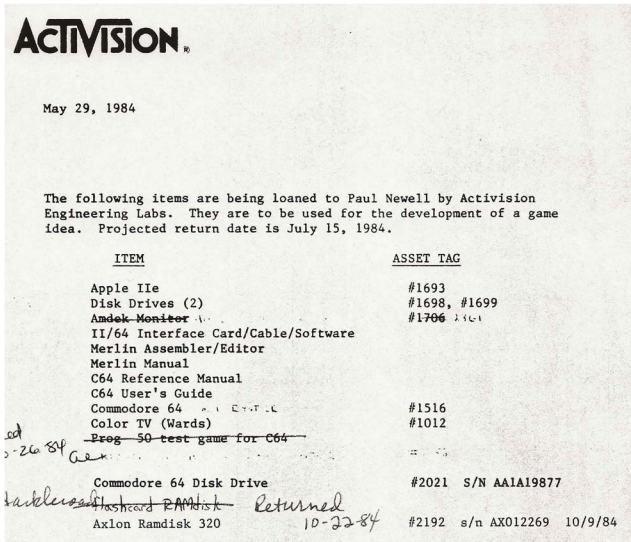 ACTIVISION®
May 29, 1984
The following items are being loaned to Paul Newell by Activision
Engineering Labs. They are to be used for the development of a game
idea. Projected return date is July 15, 1984.
ITEM ASSET TAG
Apple IIe #1693
Disk Drives (2) #1698, #1699
Amdek Monitor #1706
II/64 Interface Card/Cable/Software
Merlin Assembler/Editor
Merlin Manual
C64 Reference Manual
C64 User's Guide
Commodore 64 #1516
Color TV (Wards) #1012
Prog 50 test game for C64
-26 84
Commodore 64 Disk Drive #2021 S/N AA1A19877
Flashcard RAMdisk Returned
10-22-84
Axlon Ramdisk 320 #2192 s/n AX012269 10/9/84